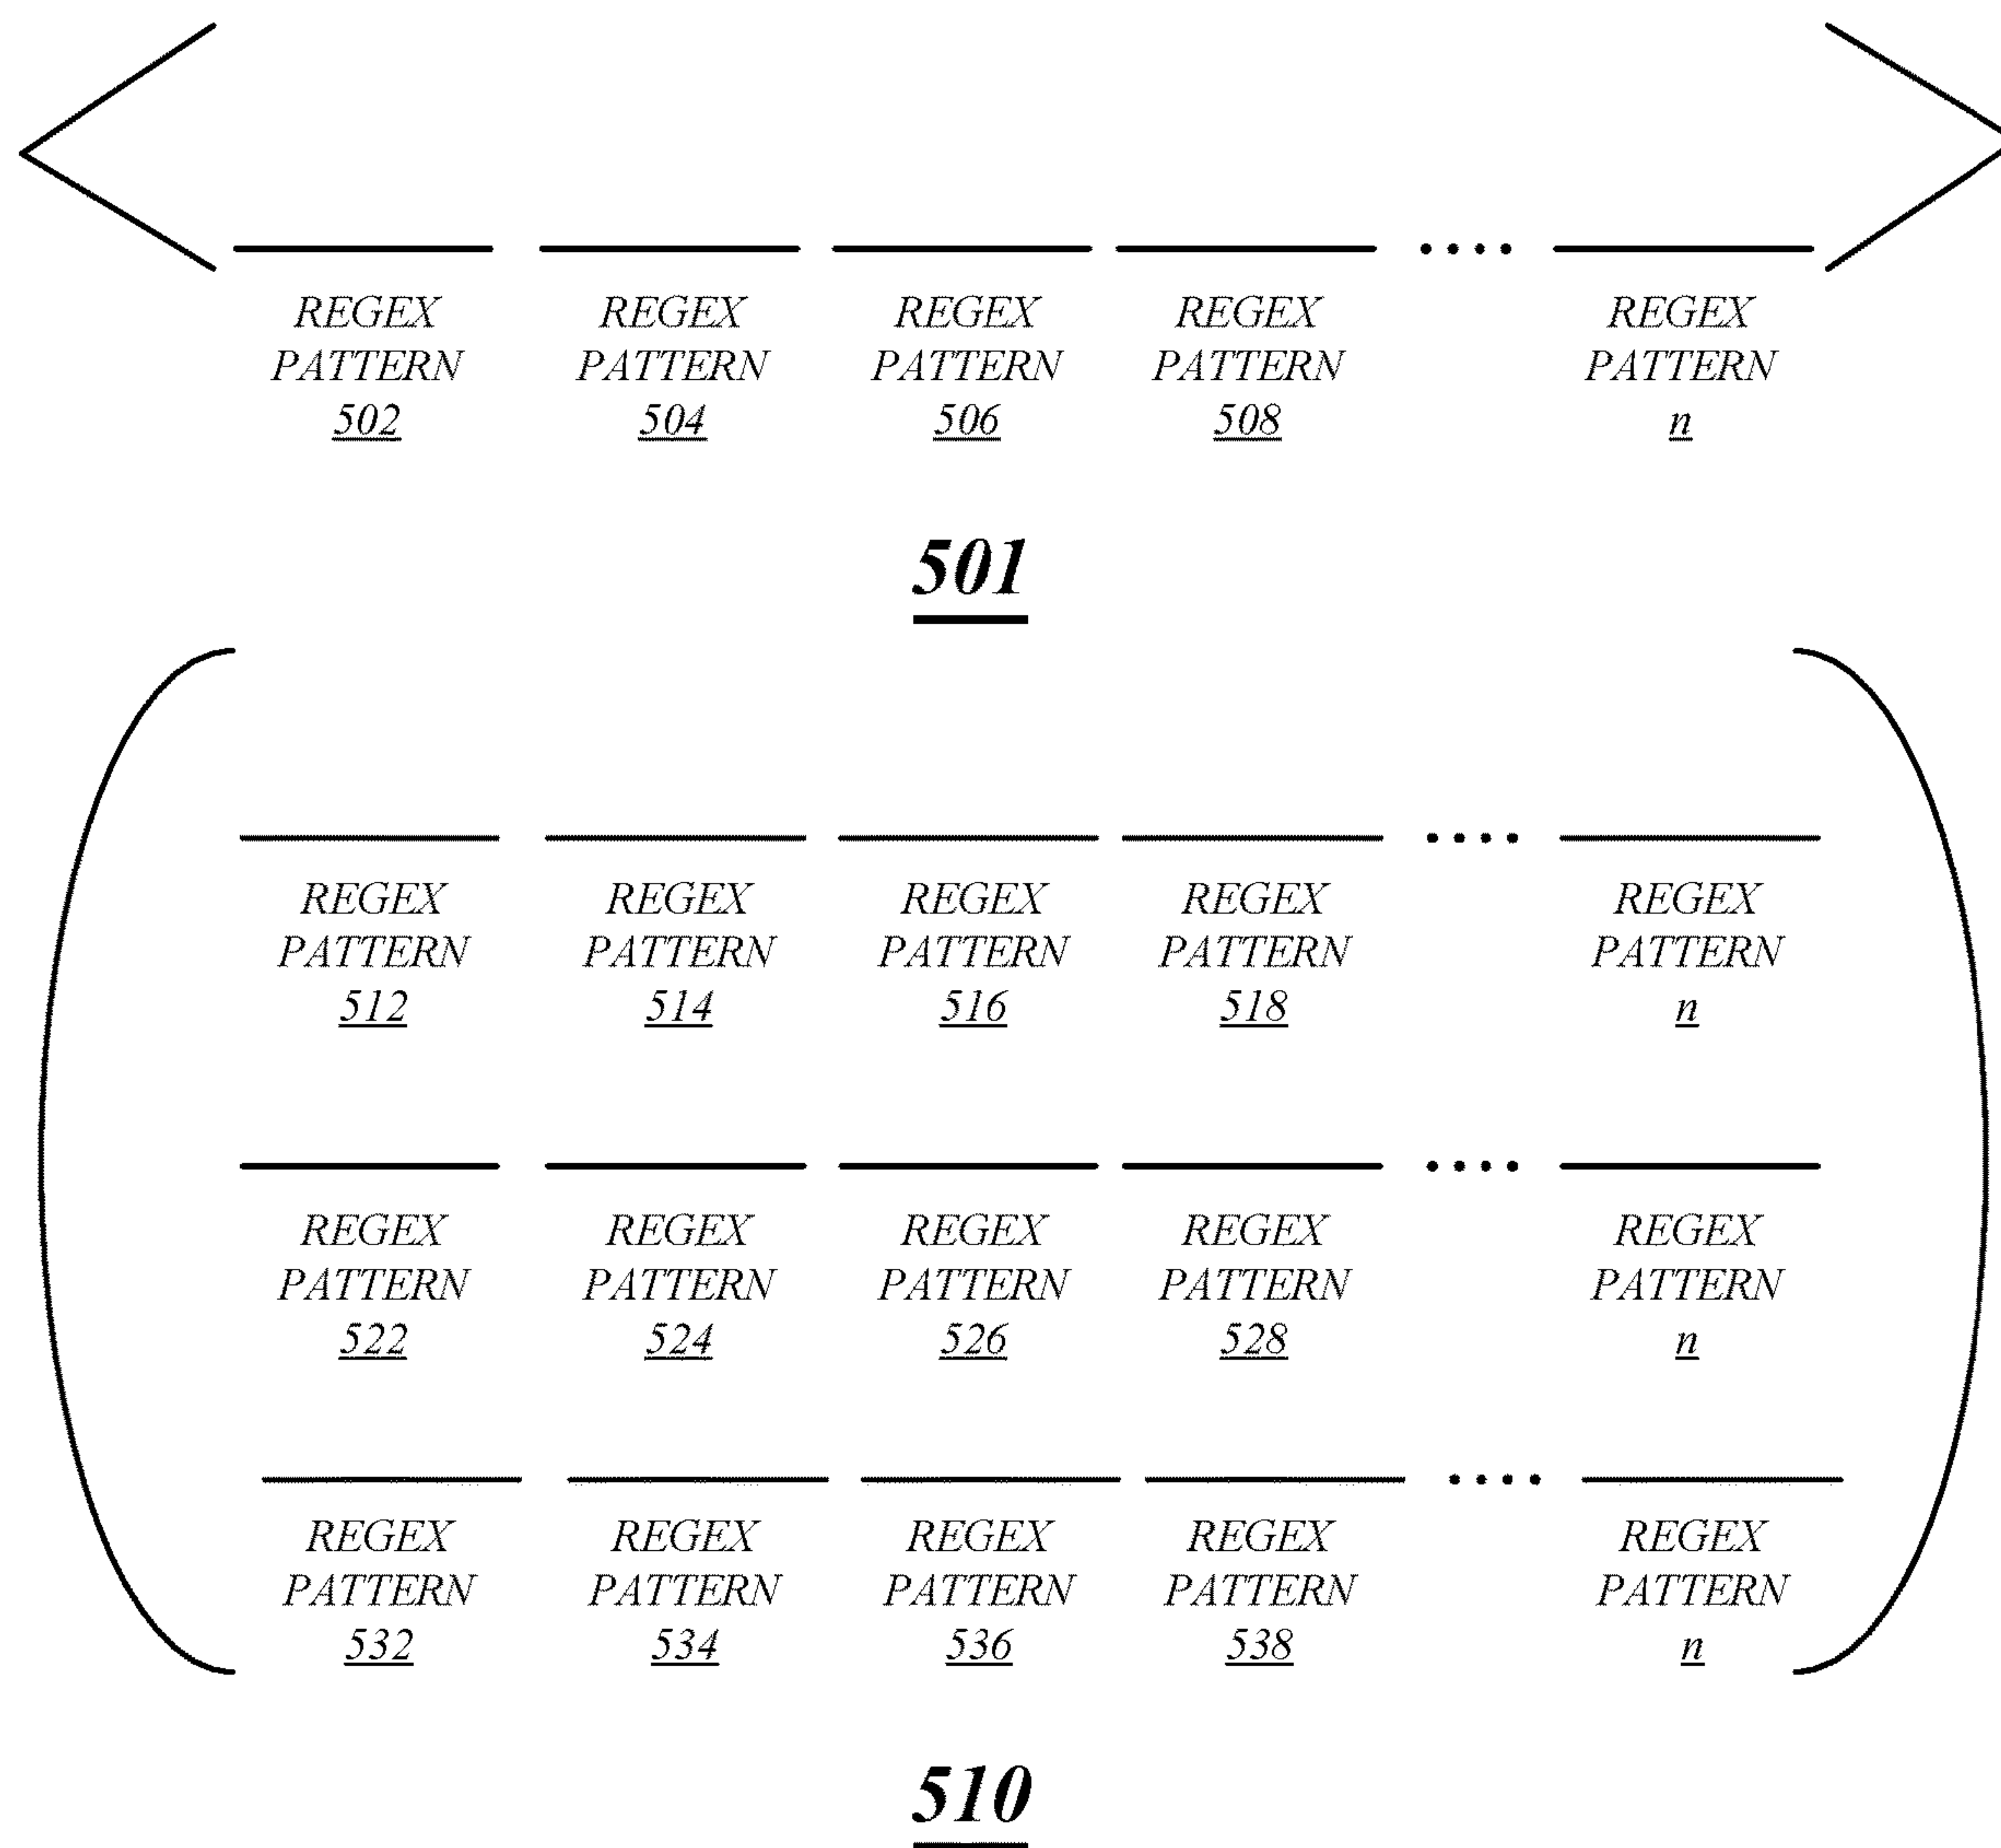 REGEX REGEX REGEX REGEX REGEX
PATTERN PATTERN PATTERN PATTERN PATTERN
502 504 506 508 n
501
REGEX REGEX REGEX REGEX REGEX
PATTERN PATTERN PATTERN PATTERN PATTERN
512 514 516 518 n
REGEX REGEX REGEX REGEX REGEX
PATTERN PATTERN PATTERN PATTERN PATTERN
522 524 526 528 n
REGEX REGEX REGEX REGEX REGEX
PATTERN PATTERN PATTERN PATTERN PATTERN
532 534 536 538 n
510